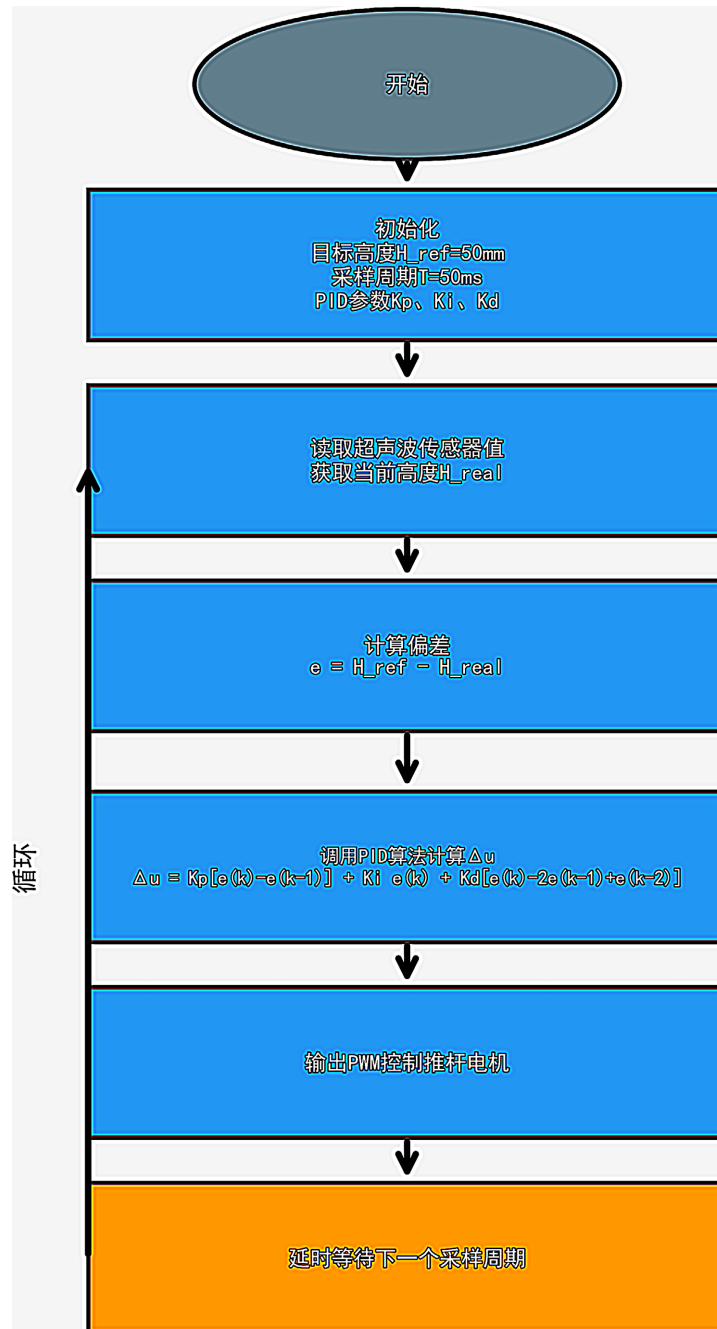 开始
初始化
目标高度H_ref=50mm
采样周期T=50ms
PID参数Kp、Ki、Kd
读取超声波传感器值
获取当前高度H_real
计算偏差
e = H_ref - H_real
循环
调用PID算法计算Δu
Δu = Kp[e(k)-e(k-1)] + Ki e(k) + Kd[e(k)-2e(k-1)+e(k-2)]
输出PWM控制推杆电机
延时等待下一个采样周期